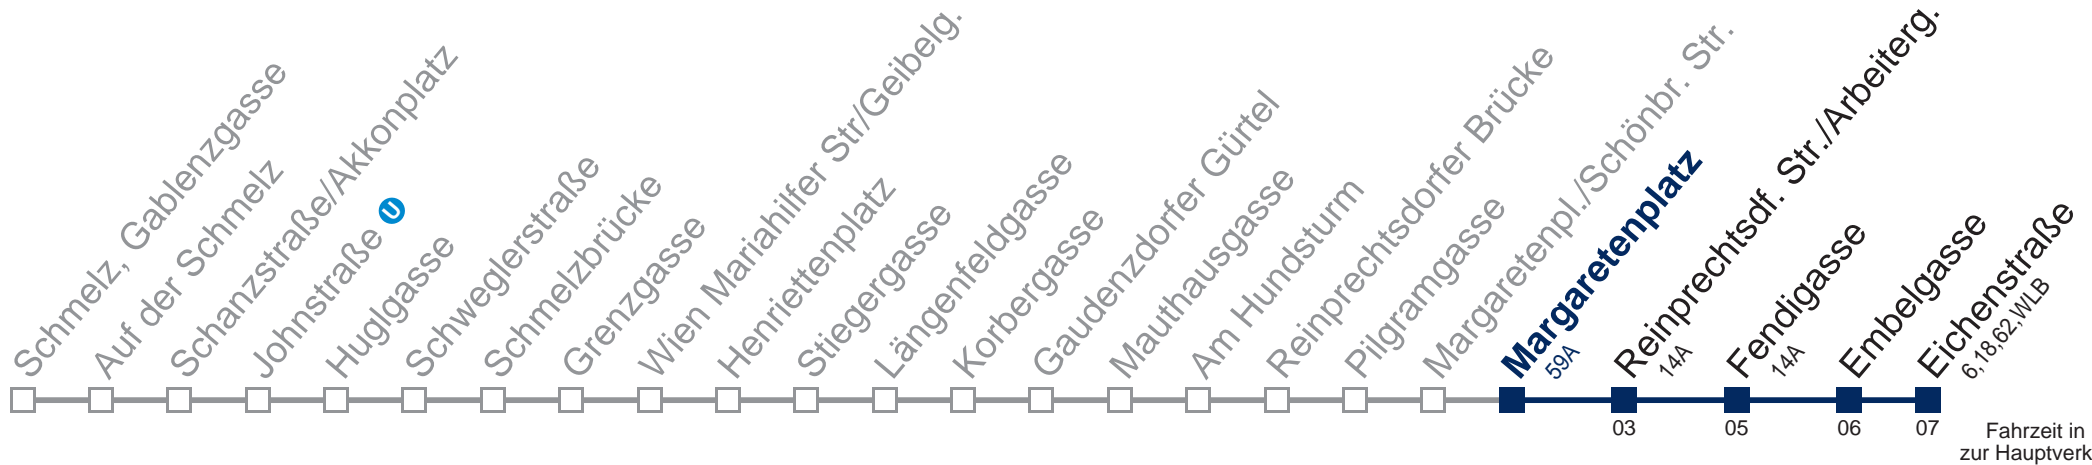 Schmelz, Gablenzgasse
Auf der Schmelz
Schanzstraße/Akkonplatz
Johnstraße U
Huglgasse
Schweglerstraße
Schmelzbrücke
Grenzgasse
Wien Mariahilfer Str/Geibelg.
Henriettenplatz
Stiegergasse
Längenfeldgasse
Korbergasse
Gaudenzdorfer Gürtel
Mauthausgasse
Am Hundsturm
Reinprechtsdorfer Brücke
Pilgramgasse
Margaretenpl./Schönbr. Str.
Margaretenplatz
59A
Reinprechtsdf. Str./Arbeiterg.
14A
Fendigasse
14A
Embelgasse
Eichenstraße
6,18,62,WLB
03
05
06
07
Fahrzeit in
zur Hauptverk